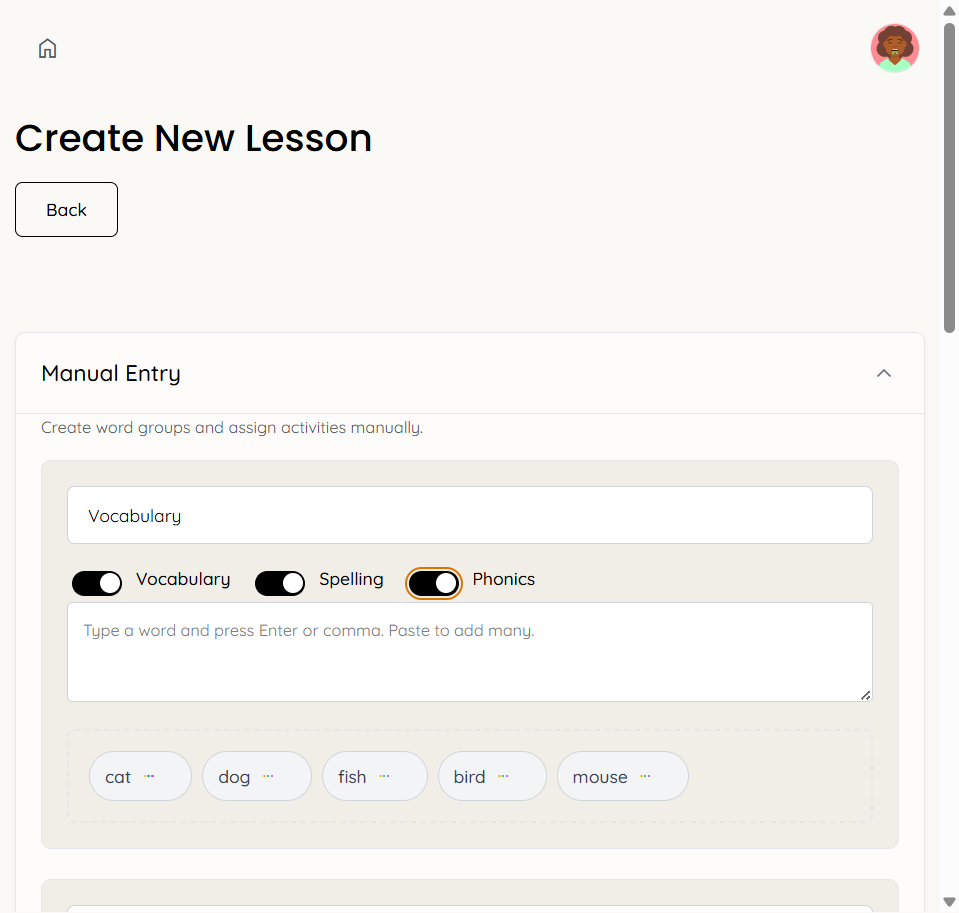 Create New Lesson
Back
Manual Entry
Create word groups and assign activities manually.
Vocabulary
Vocabulary Spelling Phonics
Type a word and press Enter or comma. Paste to add many.
cat dog fish bird mouse